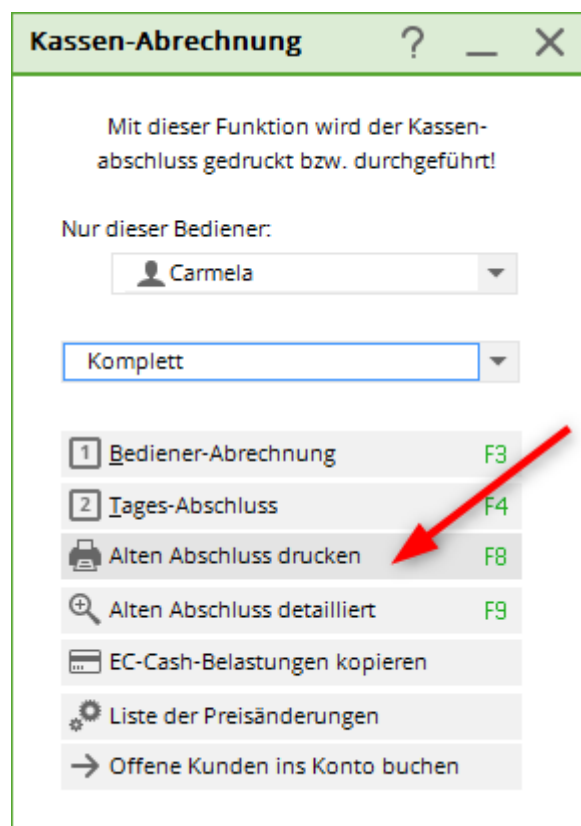 Kassen-Abrechnung ?
Mit dieser Funktion wird der Kassen-
abschluss gedruckt bzw. durchgeführt!
Nur dieser Bediener:
Carmela
Komplett
1 Bediener-Abrechnung F3
2 Tages-Abschluss F4
Alten Abschluss drucken F8
Alten Abschluss detailliert F9
EC-Cash-Belastungen kopieren
Liste der Preisänderungen
Offene Kunden ins Konto buchen